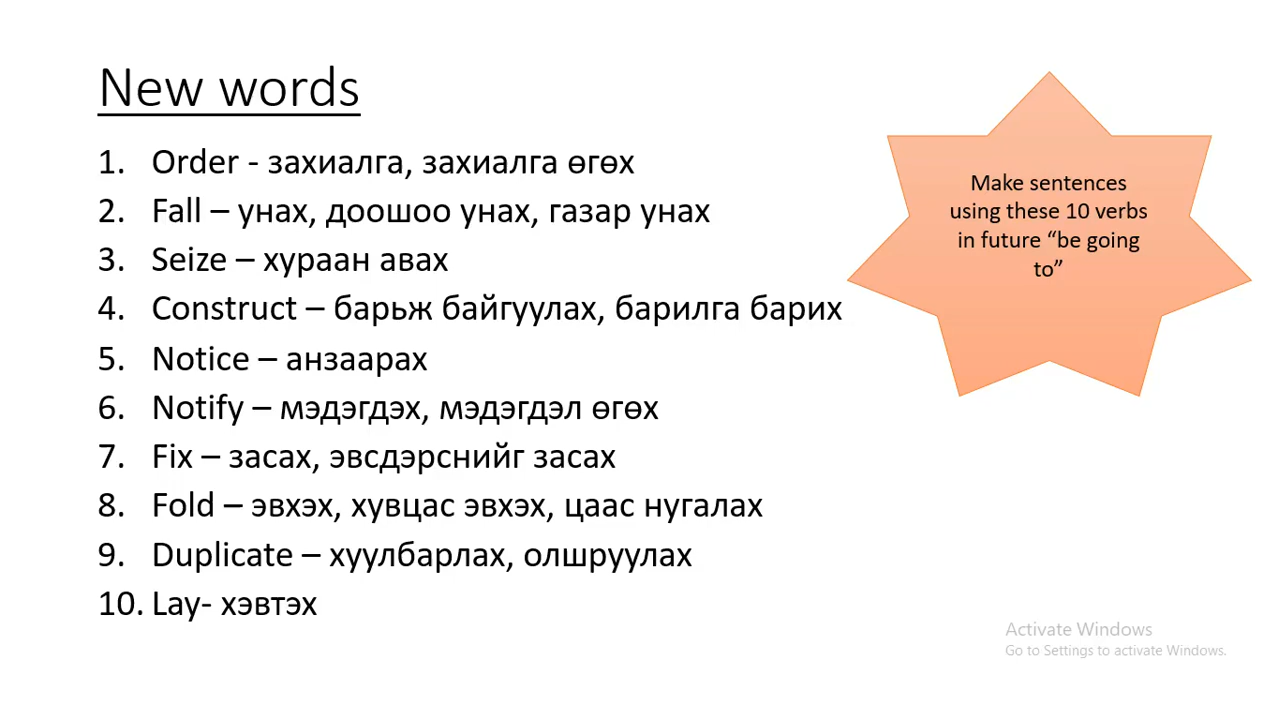 New words
1. Order - захиалга, захиалга өгөх
2. Fall – унах, доошоо унах, газар унах
3. Seize – хураан авах
4. Construct – барьж байгуулах, барилга барих
5. Notice – анзаарах
6. Notify – мэдэгдэх, мэдэгдэл өгөх
7. Fix – засах, эвсдэрснийг засах
8. Fold – эвхэх, хувцас эвхэх, цаас нугалах
9. Duplicate – хуулбарлах, олшруулах
10. Lay- хэвтэх
Make sentences
using these 10 verbs
in future “be going
to”
Activate Windows
Go to Settings to activate Windows.